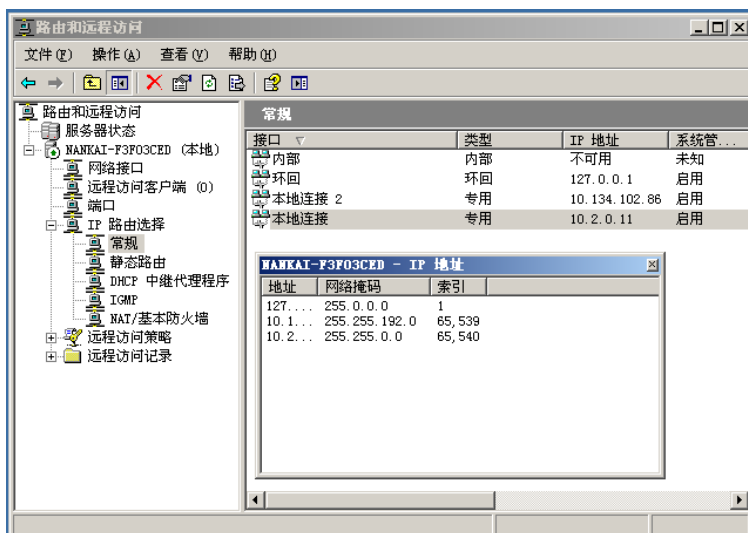 路由和远程访问
文件(F) 操作(A) 查看(V) 帮助(H)
路由和远程访问
服务器状态
NANKAI-F3F03CED (本地)
网络接口
远程访问客户端 (0)
端口
IP 路由选择
常规
静态路由
DHCP 中继代理程序
IGMP
NAT/基本防火墙
远程访问策略
远程访问记录
常规
接口 类型 IP 地址 系统管...
内部 内部 不可用 未知
环回 环回 127.0.0.1 启用
本地连接 2 专用 10.134.102.86 启用
本地连接 专用 10.2.0.11 启用
NANKAI-F3F03CED - IP 地址
地址 网络掩码 索引
127.... 255.0.0.0 1
10.1... 255.255.192.0 65,539
10.2... 255.255.0.0 65,540